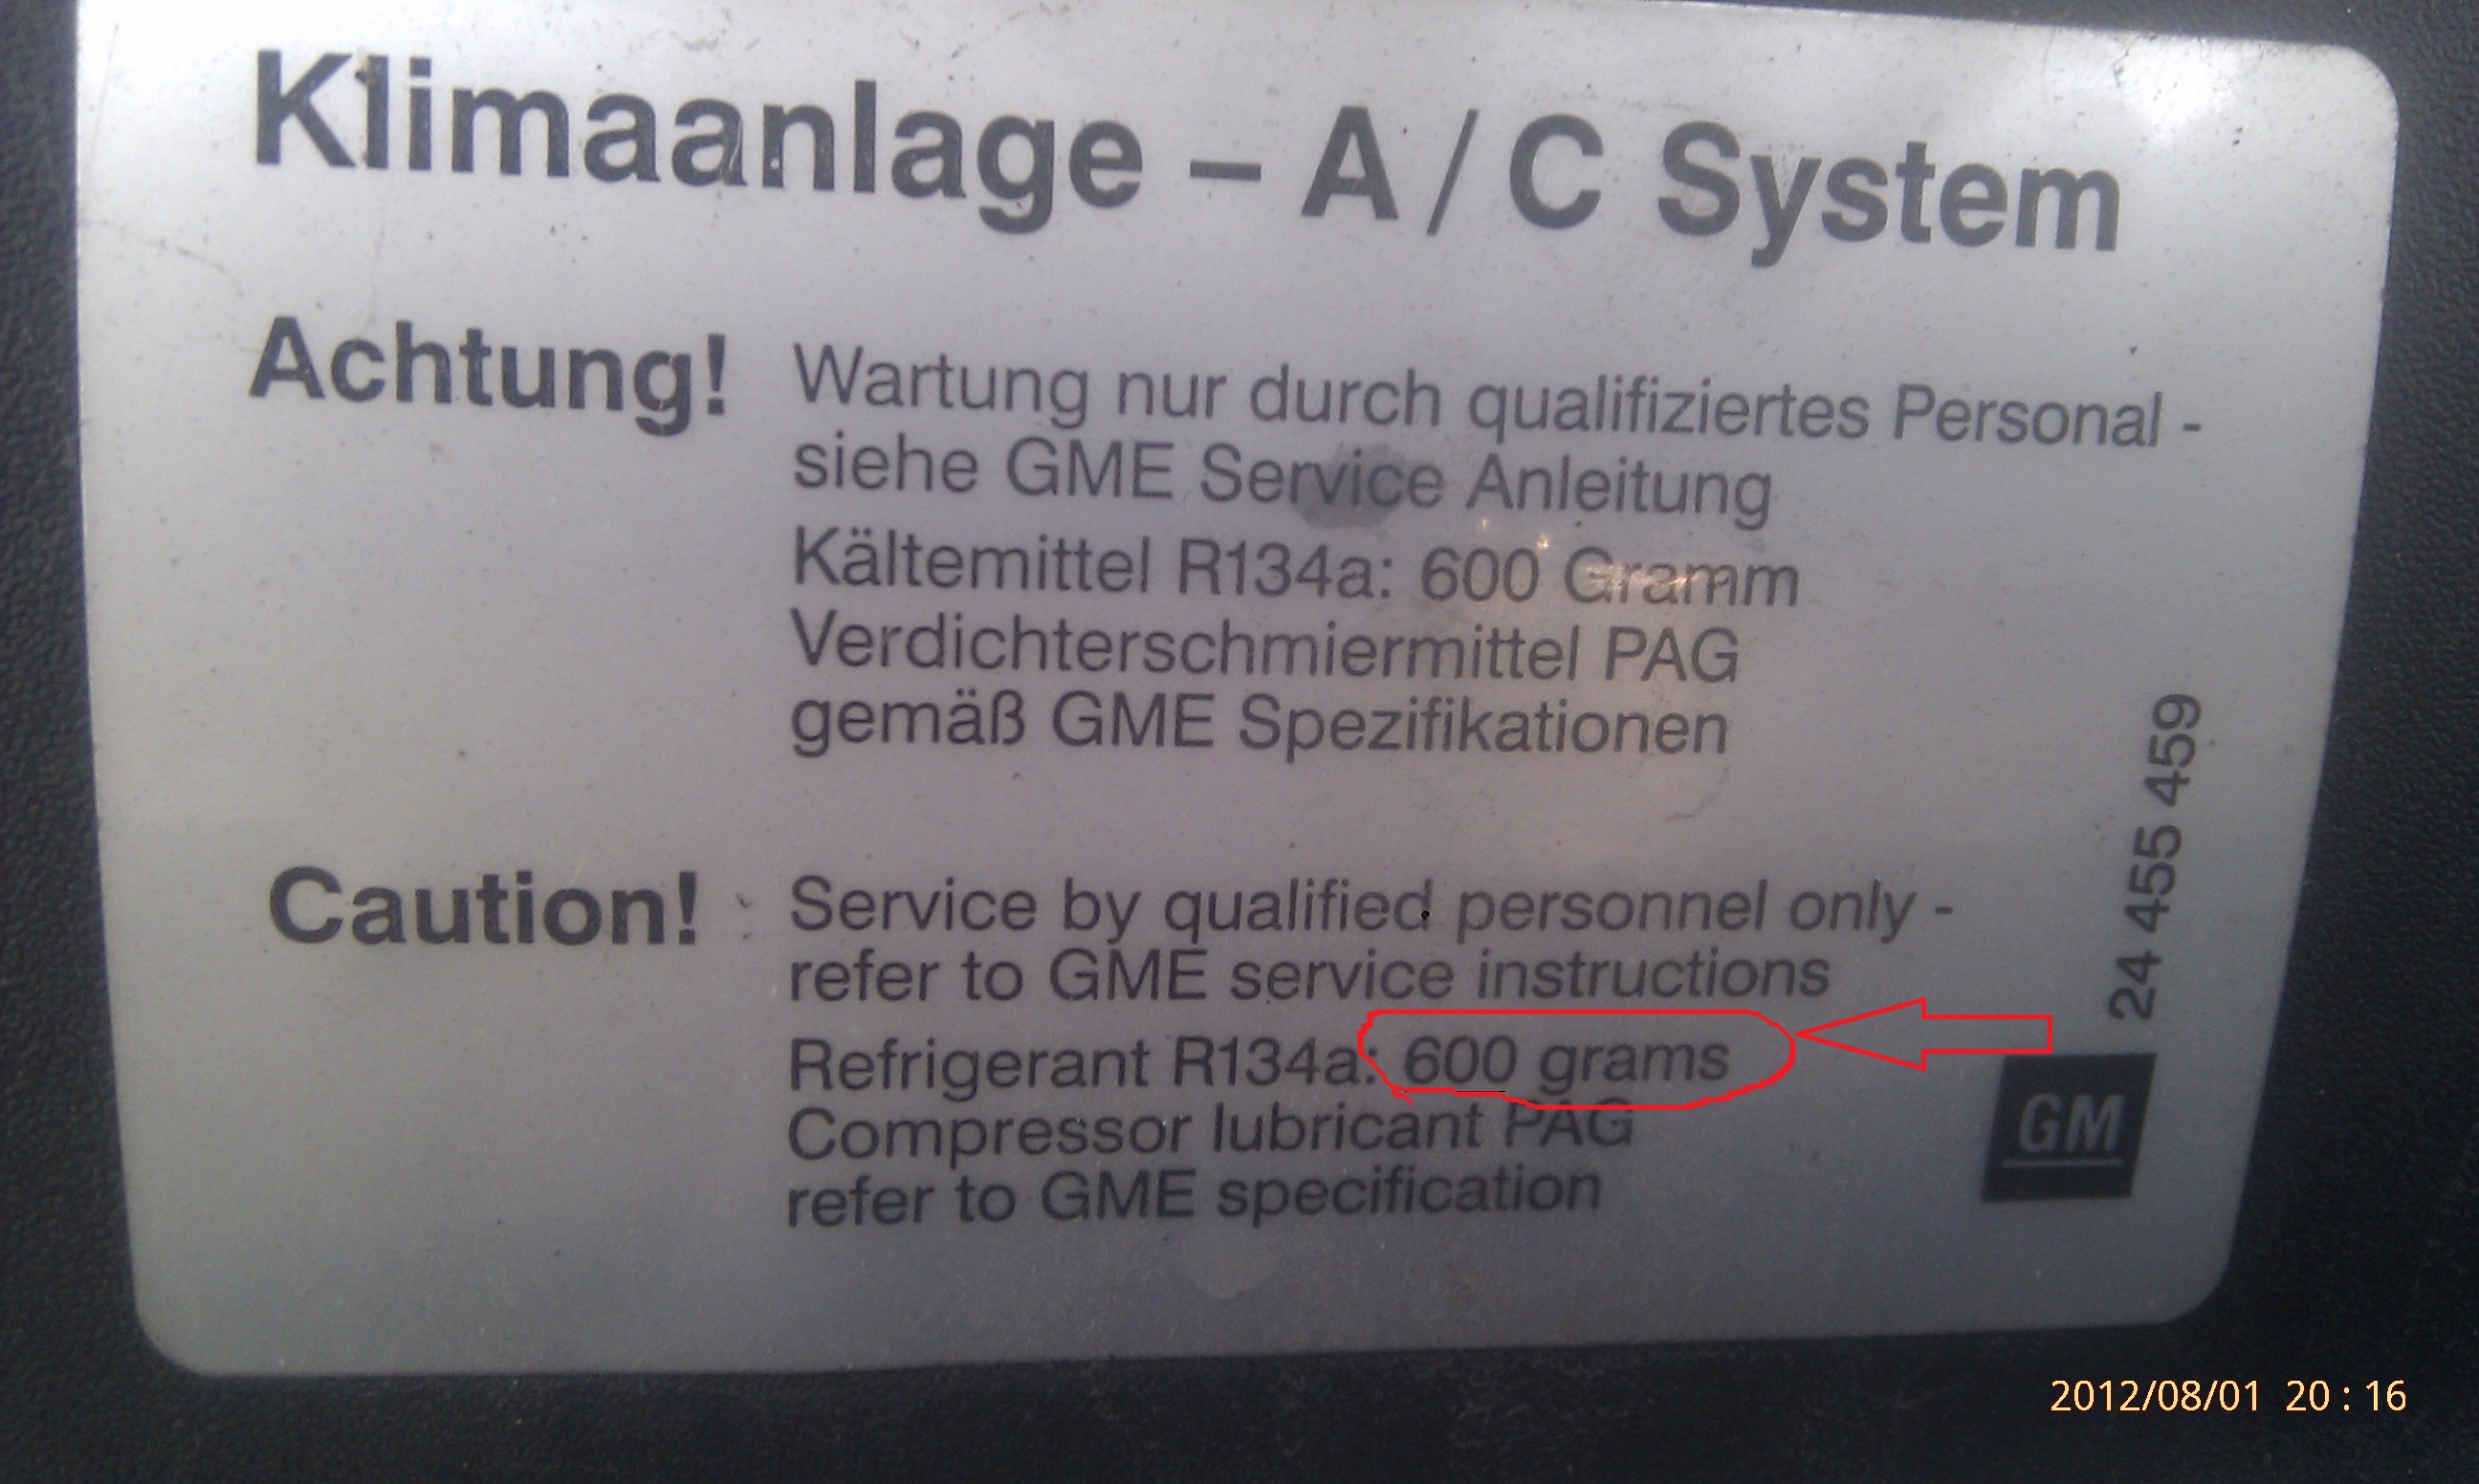 Klimaanlage – A/C System
Achtung! Wartung nur durch qualifiziertes Personal -
siehe GME Service Anleitung
Kältemittel R134a: 600 Gramm
Verdichterschmiermittel PAG
gemäß GME Spezifikationen
Caution! Service by qualified personnel only -
refer to GME service instructions
Refrigerant R134a: 600 grams
Compressor lubricant PAG
refer to GME specification
24 455 459
GM
2012/08/01 20:16